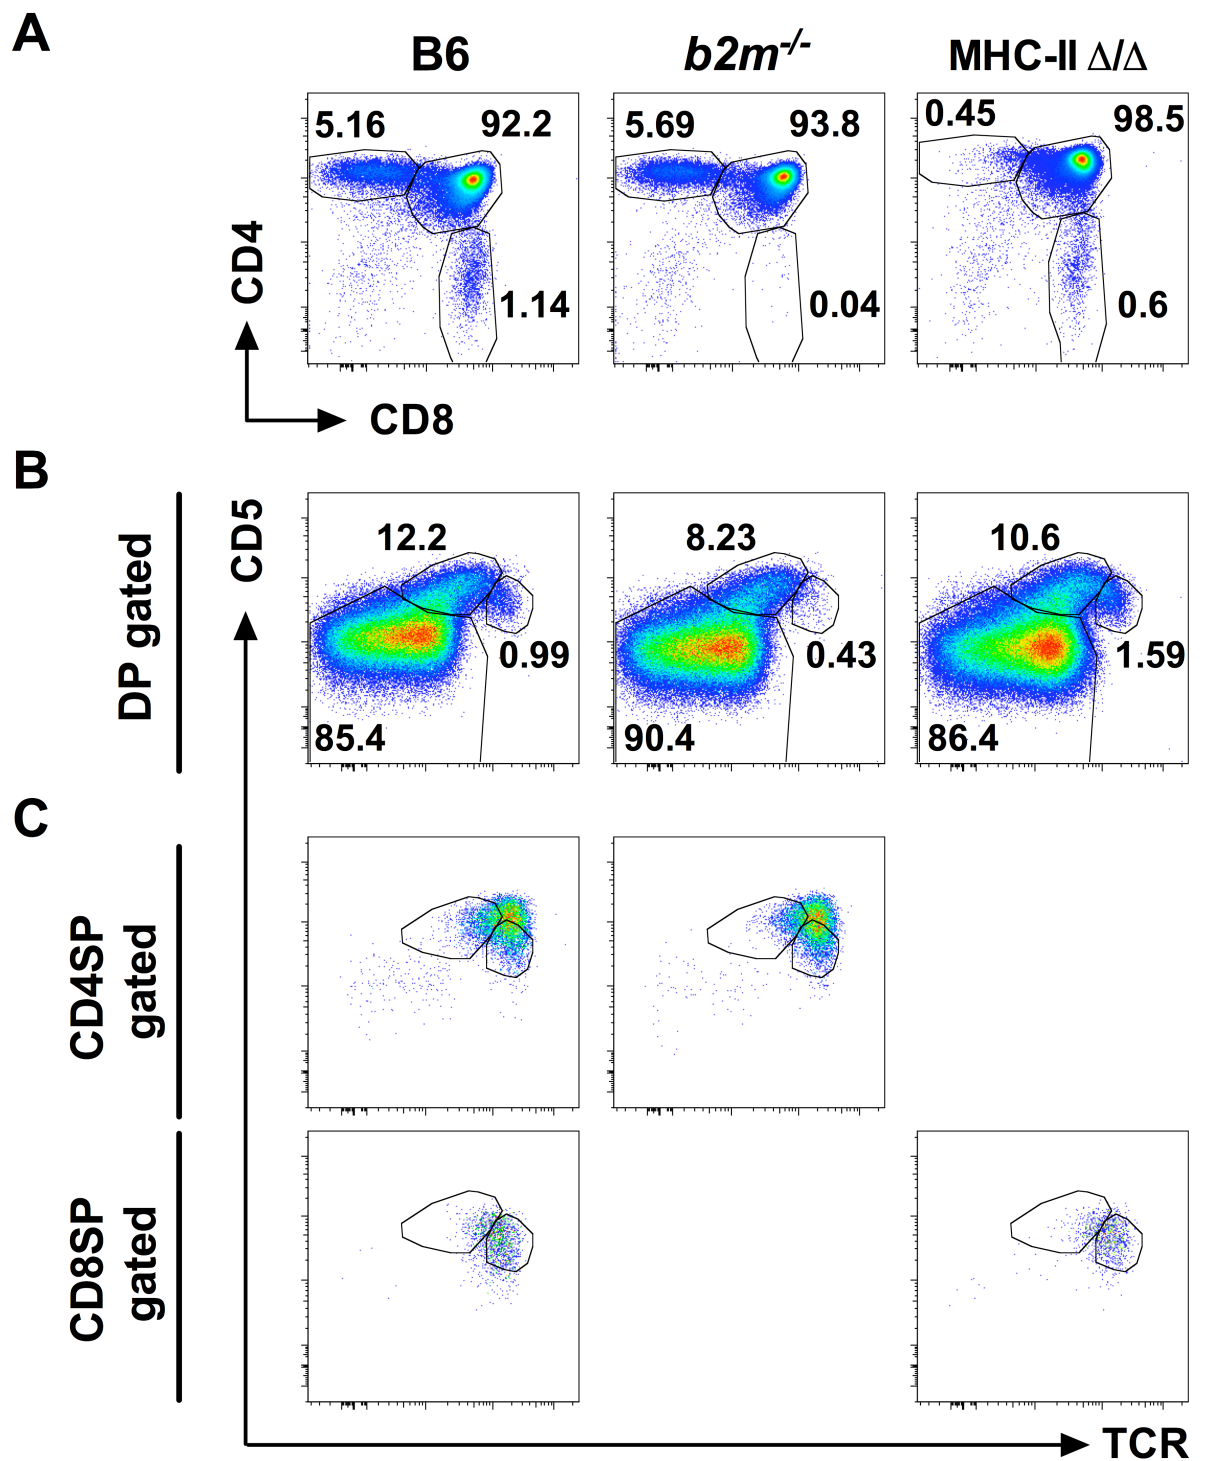 A
B6
b2m-/-
MHC-II Δ/Δ
5.16
92.2
1.14
5.69
93.8
0.04
0.45
98.5
0.6
CD4
CD8
B
DP gated
CD5
12.2
0.99
85.4
8.23
0.43
90.4
10.6
1.59
86.4
C
CD4SP
gated
CD8SP
gated
TCR